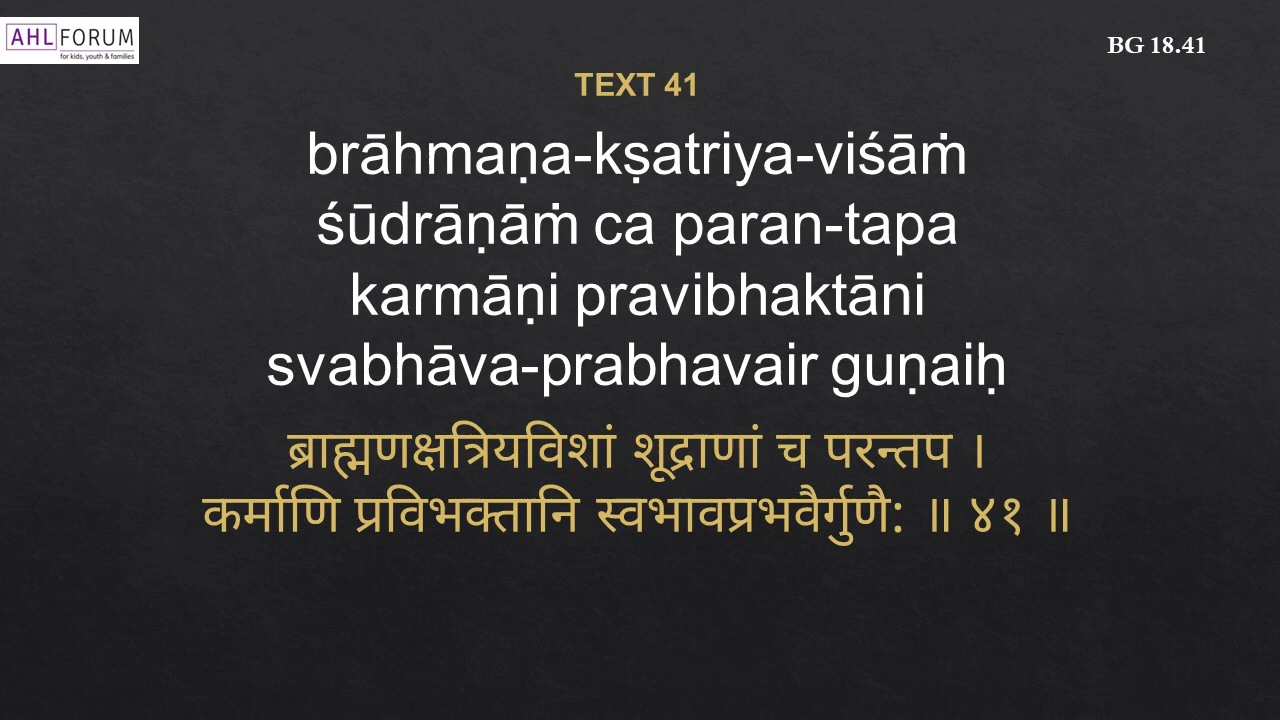 AHL FORUM
for kids, youth & families
BG 18.41
TEXT 41
brāhmaṇa-kṣatriya-viśāṁ
śūdrāṇāṁ ca paran-tapa
karmāṇi pravibhaktāni
svabhāva-prabhavair guṇaiḥ
ब्राह्मणक्षत्रियविशां शूद्राणां च परन्तप ।
कर्माणि प्रविभक्तानि स्वभावप्रभवैर्गुणै: ॥ ४१ ॥